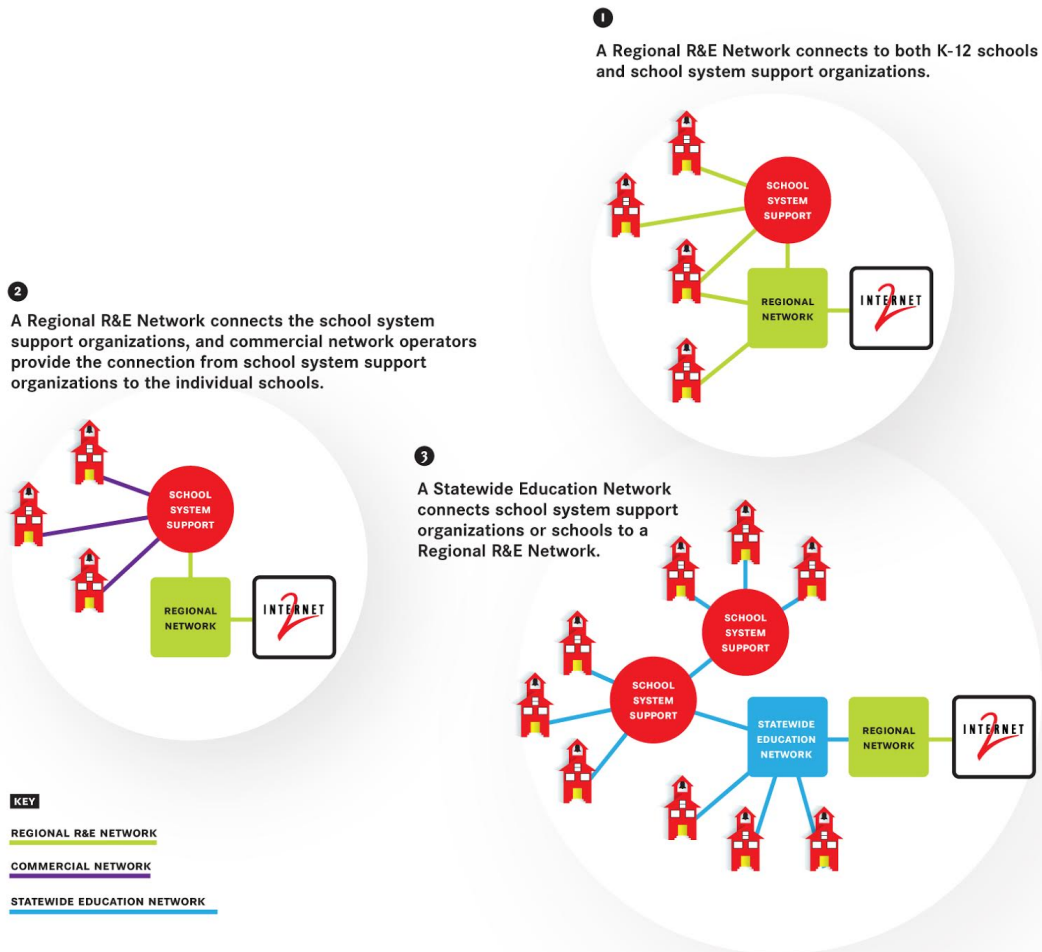 1
A Regional R&E Network connects to both K-12 schools
and school system support organizations.
SCHOOL
SYSTEM
SUPPORT
REGIONAL
NETWORK
INTERNET
2
2
A Regional R&E Network connects the school system
support organizations, and commercial network operators
provide the connection from school system support
organizations to the individual schools.
SCHOOL
SYSTEM
SUPPORT
REGIONAL
NETWORK
INTERNET
2
3
A Statewide Education Network
connects school system support
organizations or schools to a
Regional R&E Network.
SCHOOL
SYSTEM
SUPPORT
SCHOOL
SYSTEM
SUPPORT
STATEWIDE
EDUCATION
NETWORK
REGIONAL
NETWORK
INTERNET
2
KEY
REGIONAL R&E NETWORK
COMMERCIAL NETWORK
STATEWIDE EDUCATION NETWORK